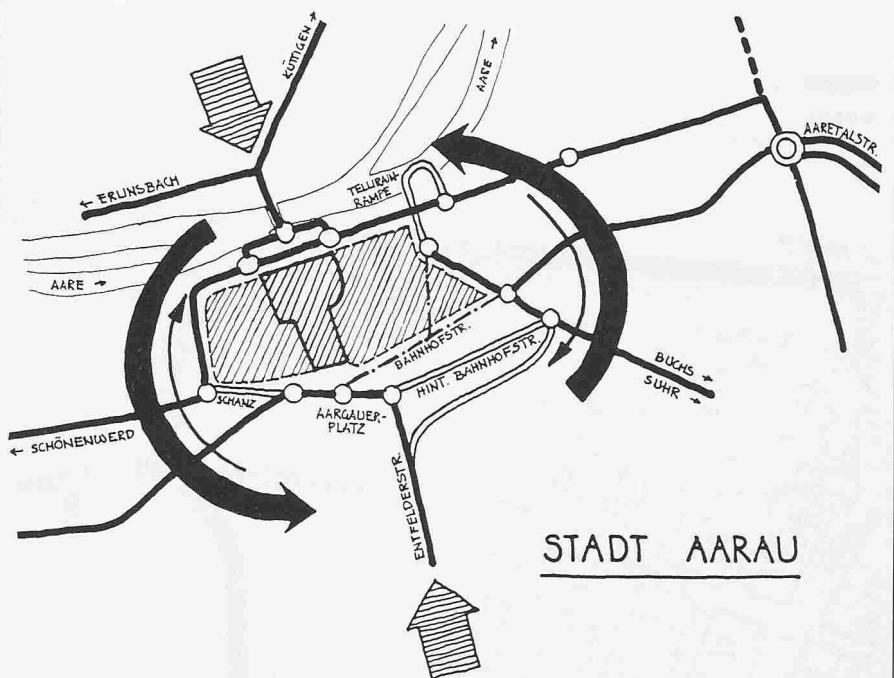 KÜTTIGEN →
AARE →
AARETALSTR.
← ERLINSBACH
TELLIRAIN-
RAMPE
AARE →
BAHNHOFSTR.
HINT. BAHNHOFSTR.
BUCHS →
SUHR →
SCHANZ
AARGAUER-
PLATZ
← SCHÖNENWERD
ENTFELDERSTR.
STADT AARAU